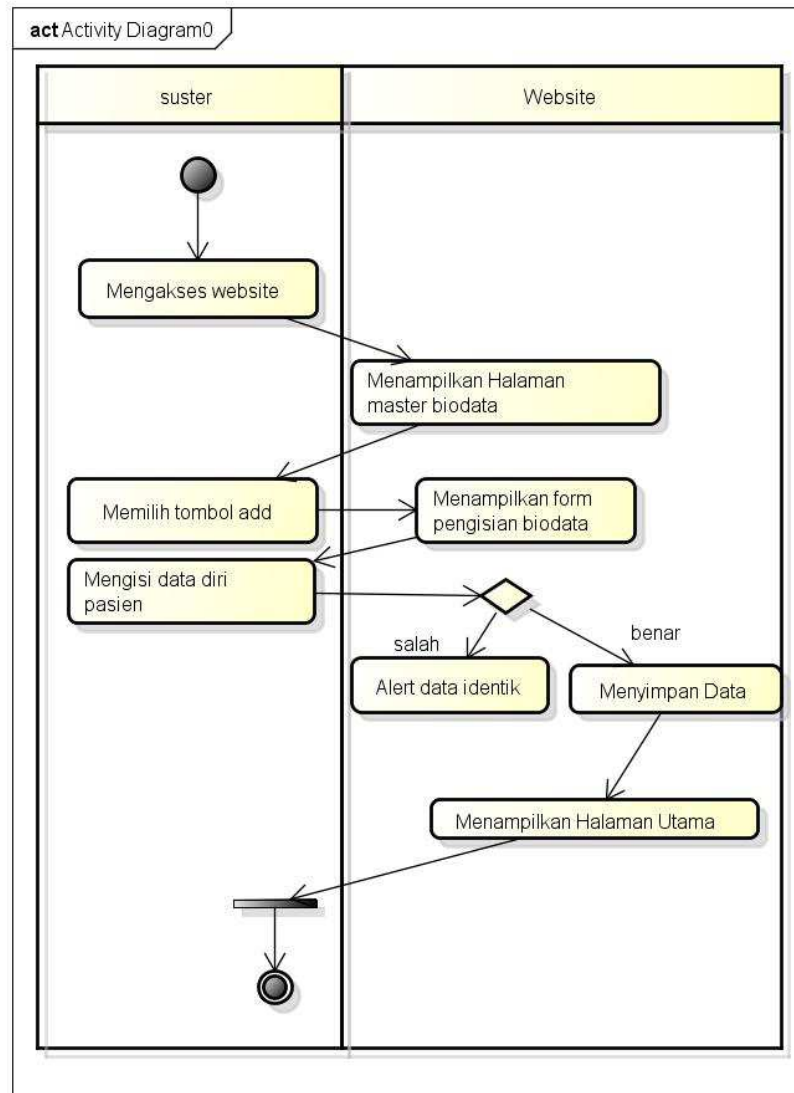 act Activity Diagram0
suster
Website
Mengakses website
Menampilkan Halaman
master biodata
Memilih tombol add
Menampilkan form
pengisian biodata
Mengisi data diri
pasien
salah
benar
Alert data identik
Menyimpan Data
Menampilkan Halaman Utama